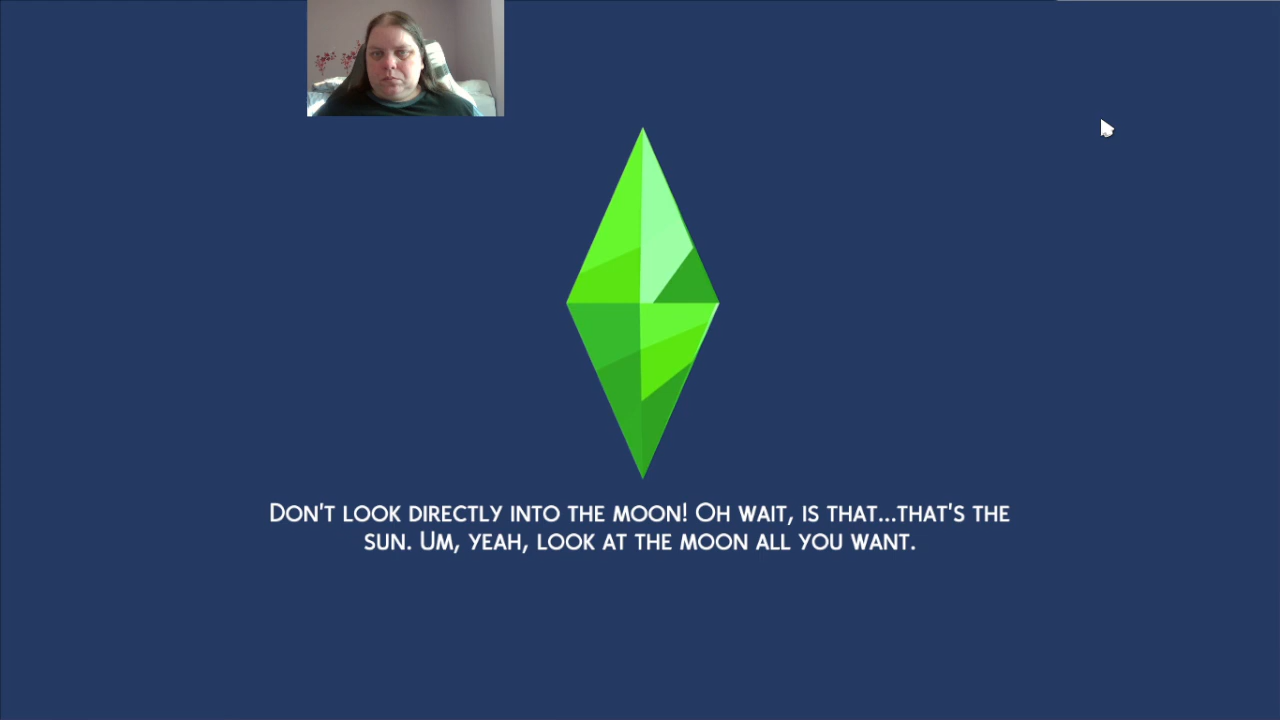 Don't look directly into the moon! Oh wait, is that...that's the
sun. Um, yeah, look at the moon all you want.